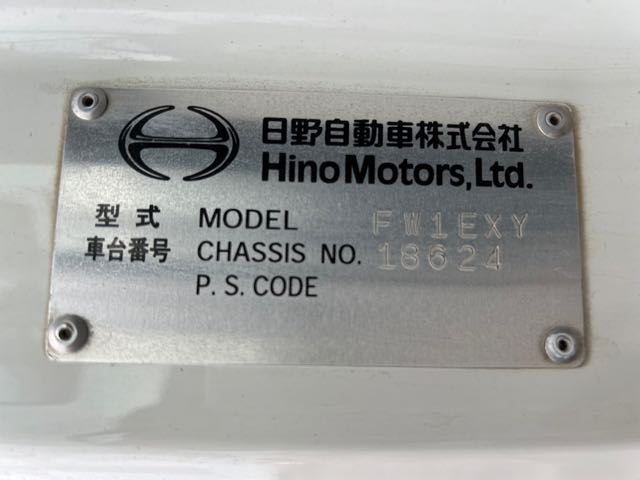 日野自動車株式会社
Hino Motors, Ltd.
型式 MODEL FW1EXY
車台番号 CHASSIS NO. 18624
P. S. CODE